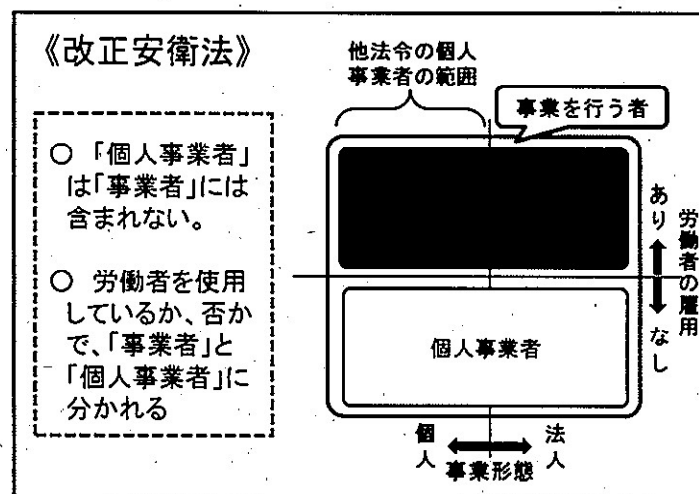 《改正安衛法》
○ 「個人事業者」
は「事業者」には
含まれない。
○ 労働者を使用
しているか、否か
で、「事業者」と
「個人事業者」に
分かれる
他法令の個人
事業者の範囲
事業を行う者
個人事業者
あり
なし
労働者の雇用
個人
法人
事業形態